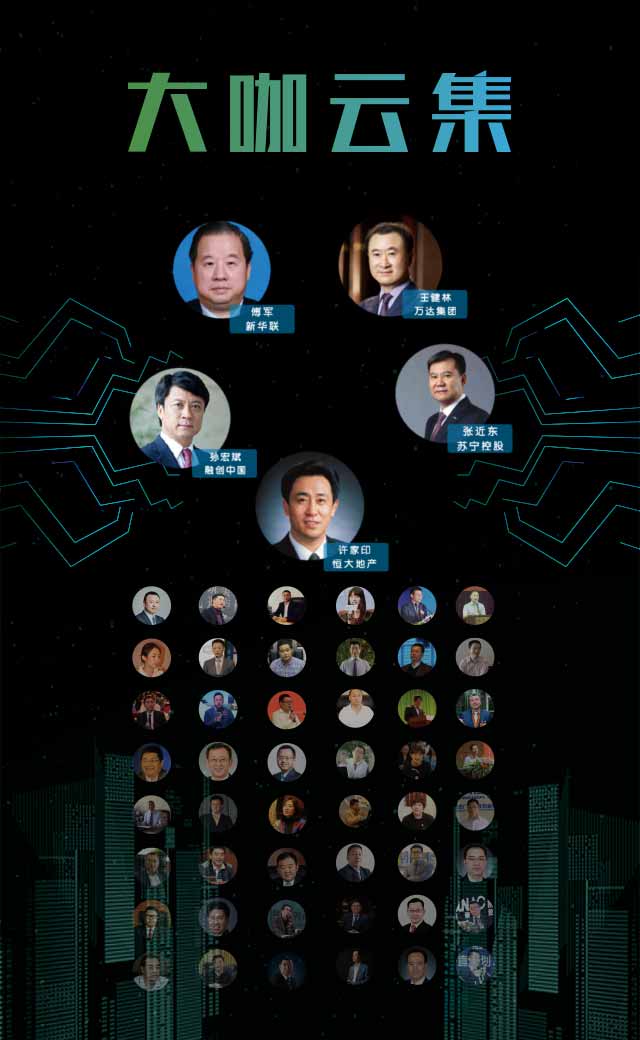 大咖云集
傅军
新华联
王健林
万达集团
张近东
苏宁控股
孙宏斌
融创中国
许家印
恒大地产